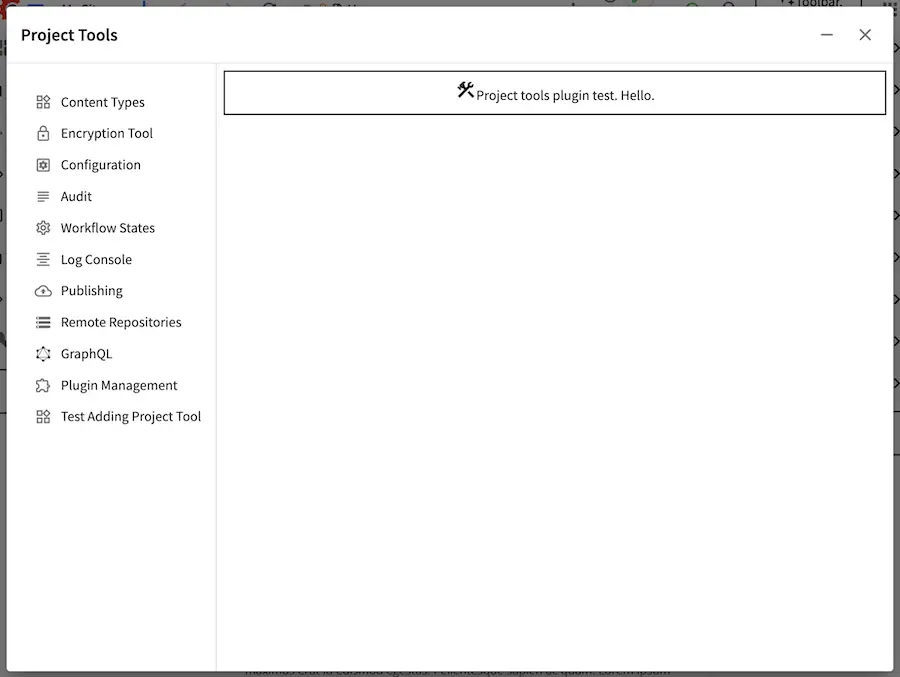 Toolbar.
Project Tools
Content Types
Encryption Tool
Configuration
Audit
Workflow States
Log Console
Publishing
Remote Repositories
GraphQL
Plugin Management
Test Adding Project Tool
Project tools plugin test. Hello.